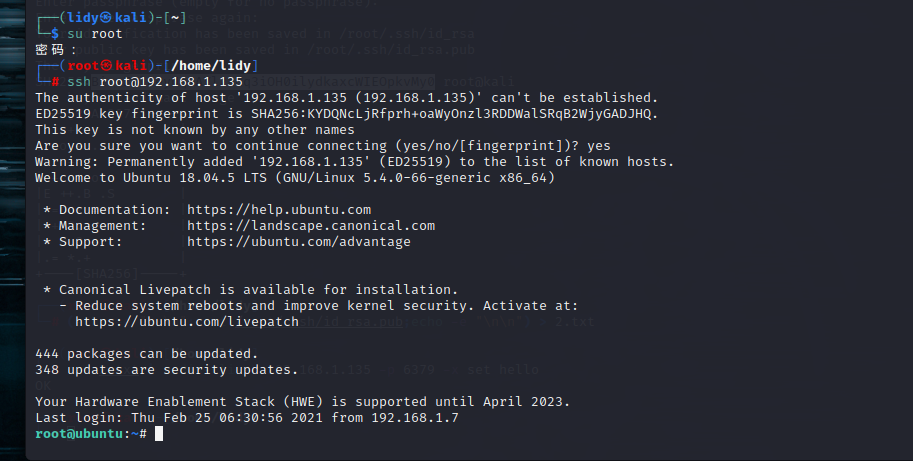 ┌──(lidy㉿kali)-[~]
└─$ su root
密码：
┌──(root㉿kali)-[/home/lidy]
└─# ssh root@192.168.1.135
The authenticity of host '192.168.1.135 (192.168.1.135)' can't be established.
ED25519 key fingerprint is SHA256:KYDQNcLjRfprh+oaWyOnzl3RDDWalSRqB2WjyGADJHQ.
This key is not known by any other names
Are you sure you want to continue connecting (yes/no/[fingerprint])? yes
Warning: Permanently added '192.168.1.135' (ED25519) to the list of known hosts.
Welcome to Ubuntu 18.04.5 LTS (GNU/Linux 5.4.0-66-generic x86_64)
* Documentation:  https://help.ubuntu.com
* Management:     https://landscape.canonical.com
* Support:        https://ubuntu.com/advantage
* Canonical Livepatch is available for installation.
- Reduce system reboots and improve kernel security. Activate at:
https://ubuntu.com/livepatch
444 packages can be updated.
348 updates are security updates.
Your Hardware Enablement Stack (HWE) is supported until April 2023.
Last login: Thu Feb 25 06:30:56 2021 from 192.168.1.7
root@ubuntu:~#